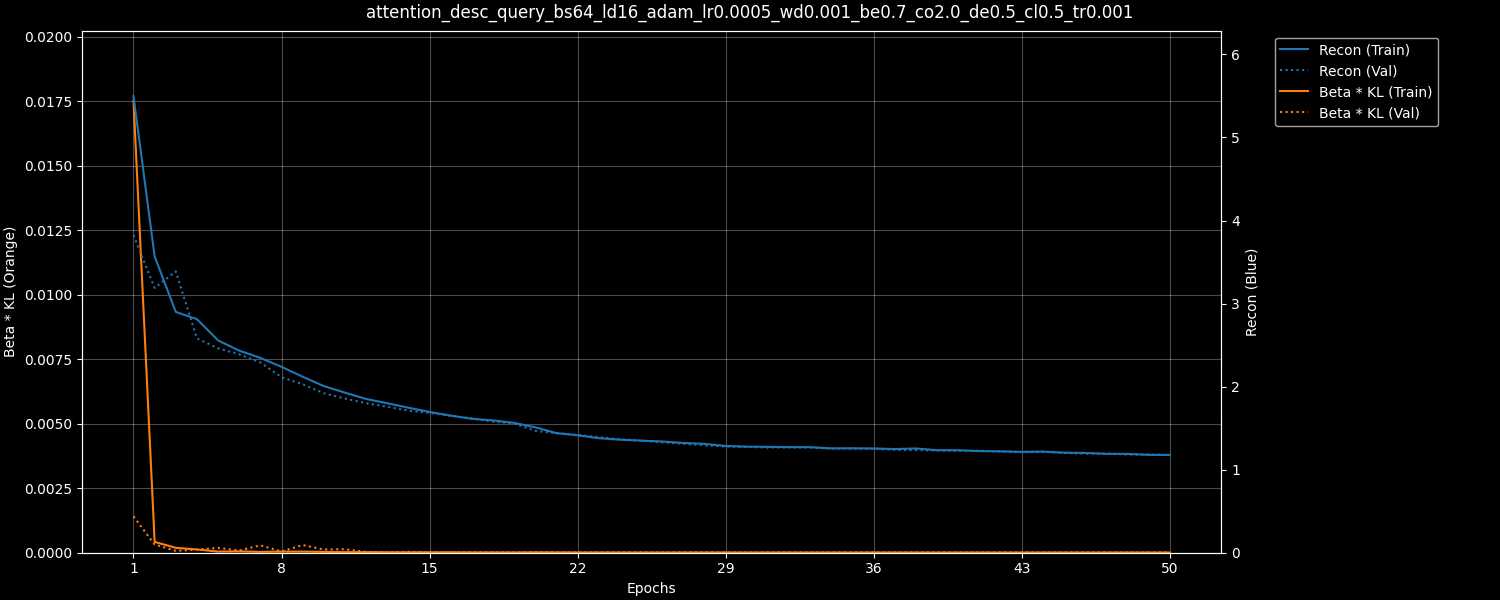 attention_desc_query_bs64_ld16_adam_lr0.0005_wd0.001_be0.7_co2.0_de0.5_cl0.5_tr0.001
Beta * KL (Orange)
0.0200
0.0175
0.0150
0.0125
0.0100
0.0075
0.0050
0.0025
0.0000
1 8 15 22 29 36 43 50
Epochs
6
5
4
3
2
1
0
Recon (Blue)
Recon (Train)
Recon (Val)
Beta * KL (Train)
Beta * KL (Val)